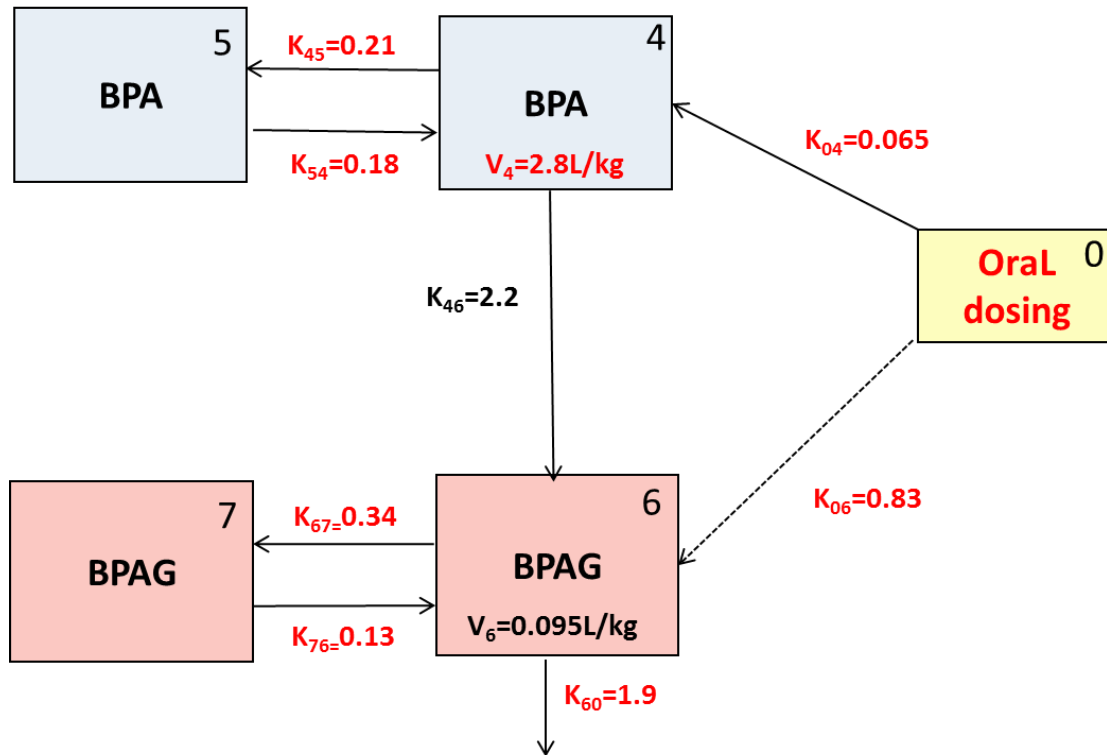 5
BPA
K₄₅=0.21
K₅₄=0.18
4
BPA
V₄=2.8L/kg
K₀₄=0.065
0
OraL
dosing
K₄₆=2.2
K₀₆=0.83
7
BPAG
K₆₇₌0.34
K₇₆₌0.13
6
BPAG
V₆=0.095L/kg
K₆₀=1.9